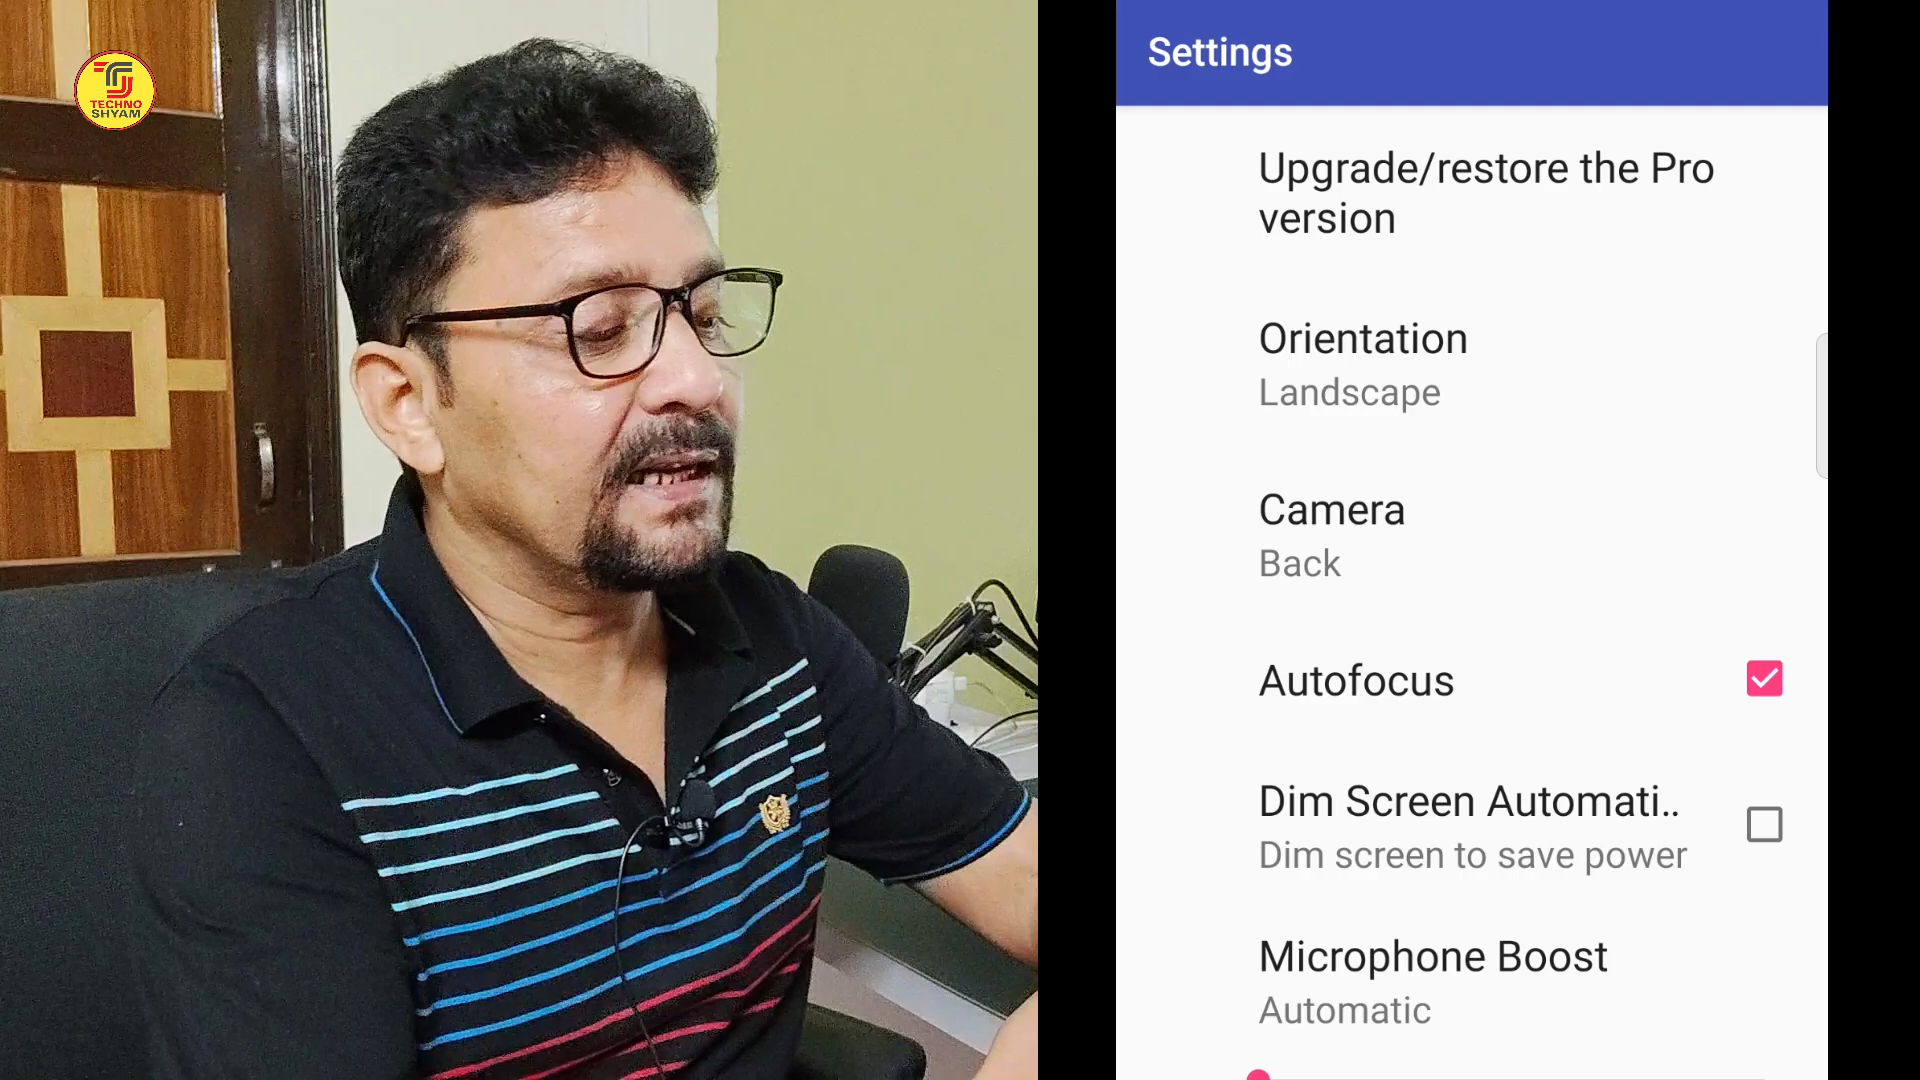 TECHNO
SHYAM
Settings
Upgrade/restore the Pro
version
Orientation
Landscape
Camera
Back
Autofocus
Dim Screen Automati..
Dim screen to save power
Microphone Boost
Automatic